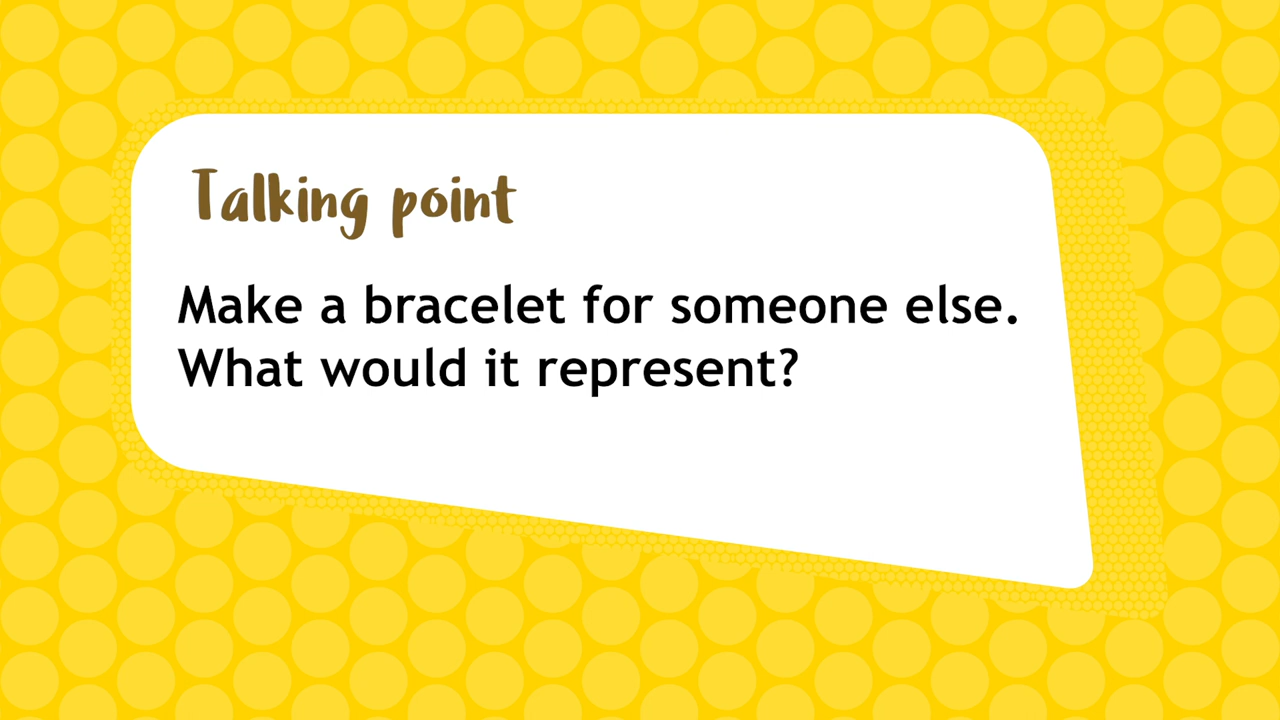 Talking point
Make a bracelet for someone else.
What would it represent?